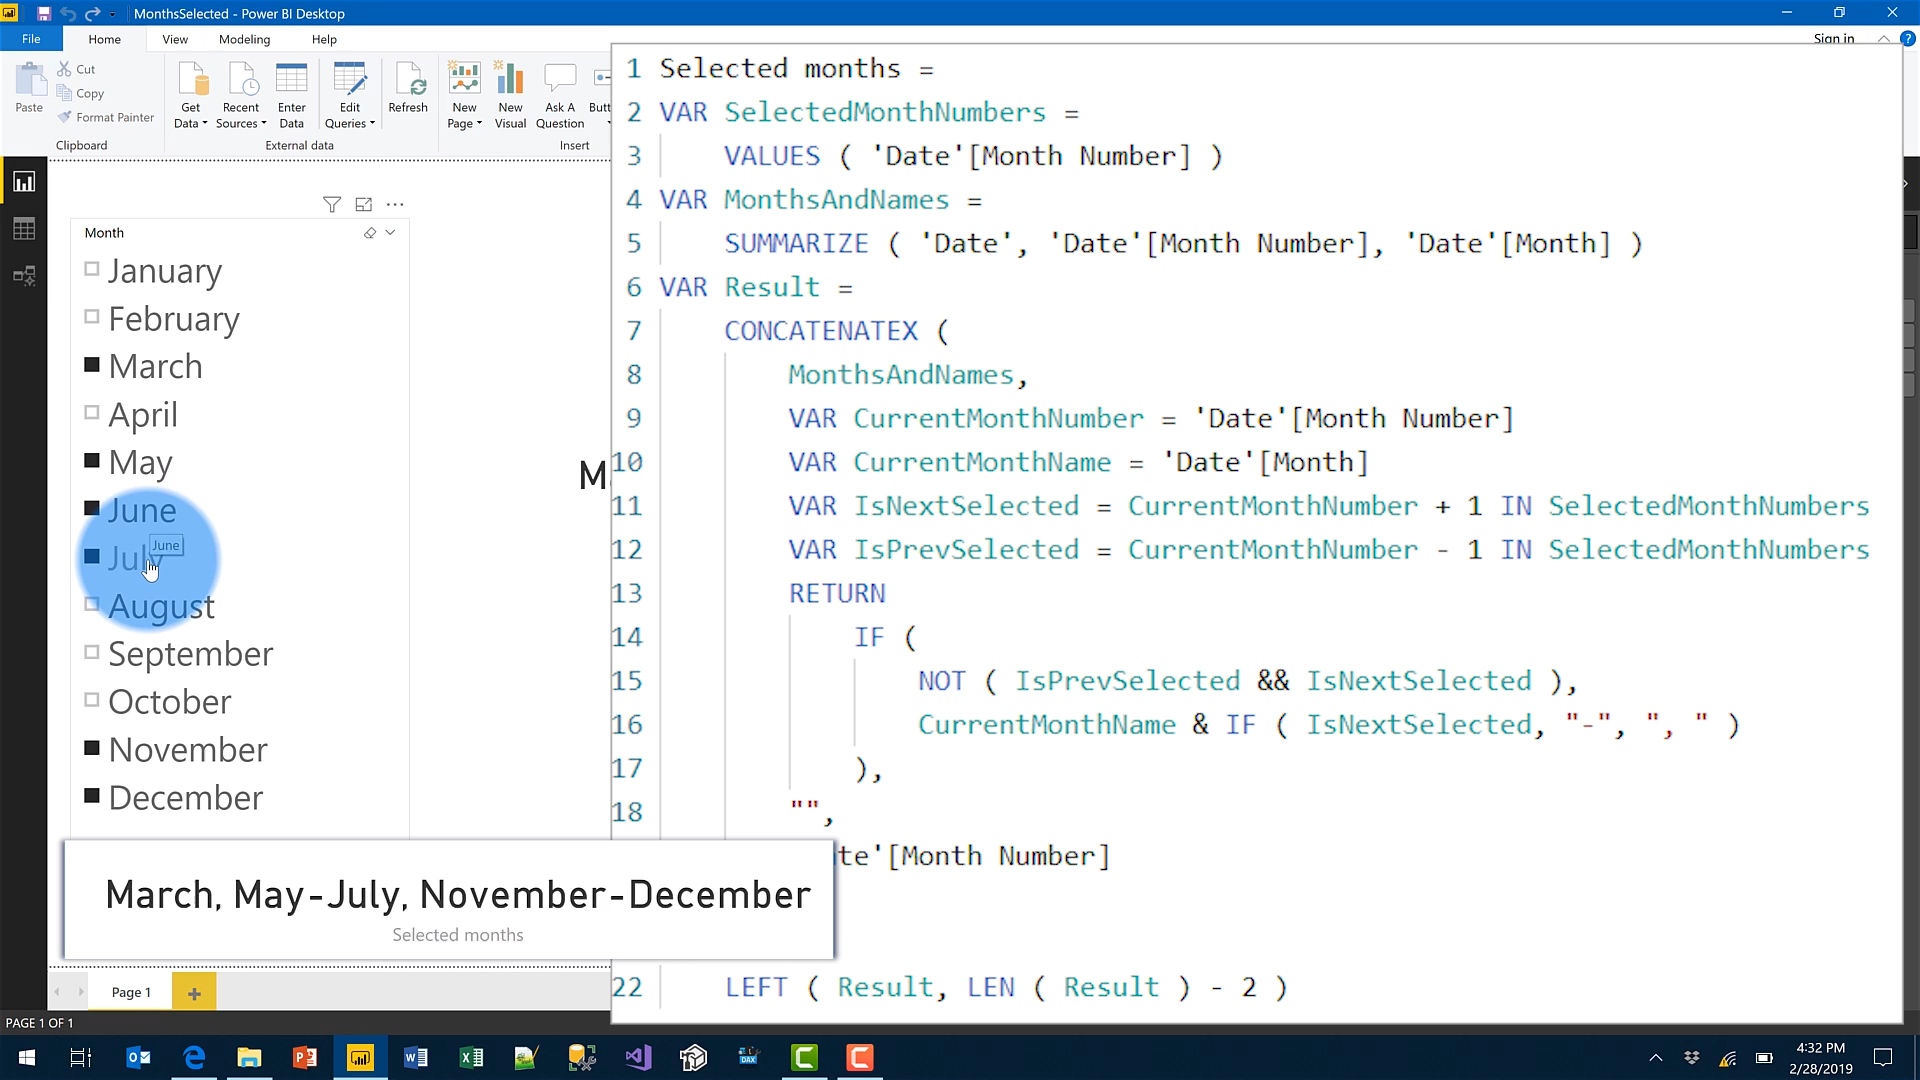 MonthsSelected - Power BI Desktop
File
Home
View
Modeling
Help
Sign in
Paste
Cut
Copy
Format Painter
Clipboard
Get Data
Recent Sources
Enter Data
Edit Queries
Refresh
External data
New Page
New Visual
Ask A Question
Butt
Insert
Month
January
February
March
April
May
June
July
June
August
September
October
November
December
M
1 Selected months =
2 VAR SelectedMonthNumbers =
3 VALUES ( 'Date'[Month Number] )
4 VAR MonthsAndNames =
5 SUMMARIZE ( 'Date', 'Date'[Month Number], 'Date'[Month] )
6 VAR Result =
7 CONCATENATEX (
8 MonthsAndNames,
9 VAR CurrentMonthNumber = 'Date'[Month Number]
10 VAR CurrentMonthName = 'Date'[Month]
11 VAR IsNextSelected = CurrentMonthNumber + 1 IN SelectedMonthNumbers
12 VAR IsPrevSelected = CurrentMonthNumber - 1 IN SelectedMonthNumbers
13 RETURN
14 IF (
15 NOT ( IsPrevSelected && IsNextSelected ),
16 CurrentMonthName & IF ( IsNextSelected, "-", ", " )
17 ),
18 "",
te'[Month Number]
22 LEFT ( Result, LEN ( Result ) - 2 )
March, May-July, November-December
Selected months
Page 1
PAGE 1 OF 1
4:32 PM
2/28/2019